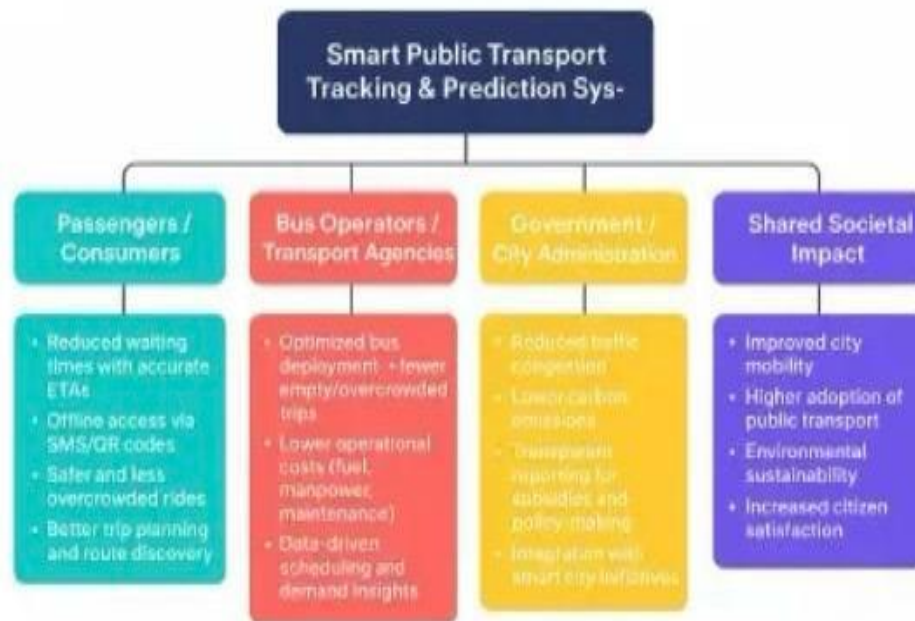 Smart Public Transport
Tracking & Prediction Sys-
Passengers /
Consumers
• Reduced waiting
times with accurate
ETAs
• Offline access via
SMS/QR codes
• Safer and less
overcrowded rides
• Better trip planning
and route discovery
Bus Operators /
Transport Agencies
• Optimized bus
deployment • fewer
empty/overcrowded
trips
• Lower operational
costs (fuel,
manpower,
maintenance)
• Data-driven
scheduling and
demand insights
Government /
City Administration
• Reduced traffic
congestion
• Lower carbon
emissions
• Transparent
reporting for
subsidies and
policy-making
• Integration with
smart city initiatives
Shared Societal
Impact
• Improved city
mobility
• Higher adoption of
public transport
• Environmental
sustainability
• Increased citizen
satisfaction